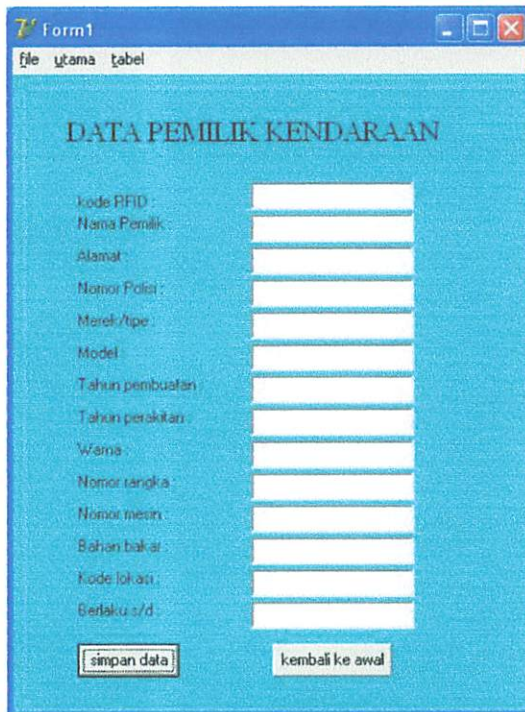 Form1
file utama tabel
DATA PEMILIK KENDARAAN
kode RFID :
Nama Pemilik :
Alamat :
Nomor Polisi :
Merek/tipe :
Model
Tahun pembuatan
Tahun perakitan :
Warna :
Nomor rangka :
Nomor mesin :
Bahan bakar :
Kode lokasi :
Berlaku s/d :
simpan data kembali ke awal